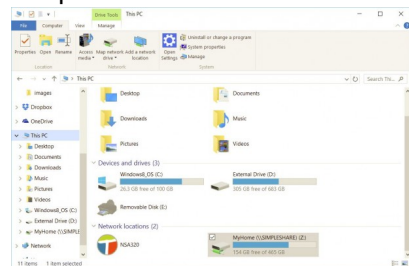 Drive Tools This PC
File Computer View Manage
Properties Open Rename Access media Map network drive Add a network location Open Settings Uninstall or change a program
System properties
Manage
Location Network System
This PC Search Thi...
images
Dropbox
OneDrive
This PC
Desktop
Documents
Downloads
Music
Pictures
Videos
Windows8_OS (C:)
External Drive (D:)
MyHome (\\SIMPLE
Network
Desktop Documents
Downloads Music
Pictures Videos
Devices and drives (3)
Windows8_OS (C:) External Drive (D:)
26.3 GB free of 100 GB 305 GB free of 683 GB
Removable Disk (E:)
Network locations (2)
NSA320 MyHome (\\SIMPLESHARE) (Z:)
154 GB free of 465 GB
11 items 1 item selected